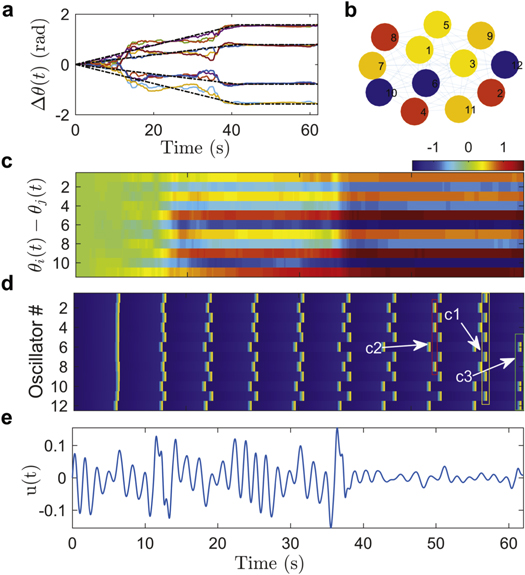 a
b
2
0
-2
Δθ(t) (rad)
0 20 40 60
Time (s)
5
8
9
1
7
3
12
6
10
2
4
11
-1 0 1
c
2
4
6
8
10
θi(t) − θj(t)
d
2
4
6
8
10
12
Oscillator #
c1
c2
c3
e
0.1
0
-0.1
u(t)
0 10 20 30 40 50 60
Time (s)